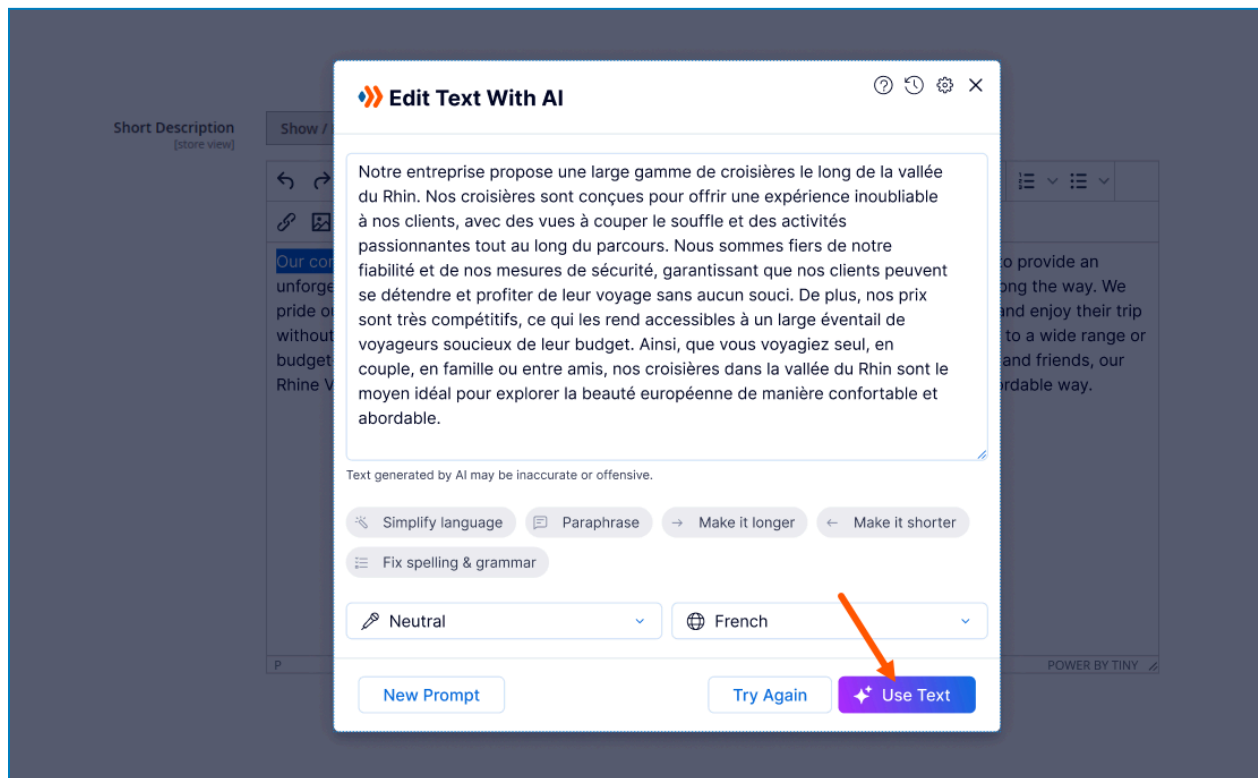 Edit Text With AI
Short Description
[store view]
Show /
Notre entreprise propose une large gamme de croisières le long de la vallée
du Rhin. Nos croisières sont conçues pour offrir une expérience inoubliable
à nos clients, avec des vues à couper le souffle et des activités
passionnantes tout au long du parcours. Nous sommes fiers de notre
fiabilité et de nos mesures de sécurité, garantissant que nos clients peuvent
se détendre et profiter de leur voyage sans aucun souci. De plus, nos prix
sont très compétitifs, ce qui les rend accessibles à un large éventail de
voyageurs soucieux de leur budget. Ainsi, que vous voyagiez seul, en
couple, en famille ou entre amis, nos croisières dans la vallée du Rhin sont le
moyen idéal pour explorer la beauté européenne de manière confortable et
abordable.
Our
unforge
pride
without
budget
Rhine V
to provide an
ong the way. We
and enjoy their trip
to a wide range or
and friends, our
rdable way.
Text generated by AI may be inaccurate or offensive.
Simplify language
Paraphrase
Make it longer
Make it shorter
Fix spelling & grammar
Neutral
French
P
POWER BY TINY
New Prompt
Try Again
Use Text